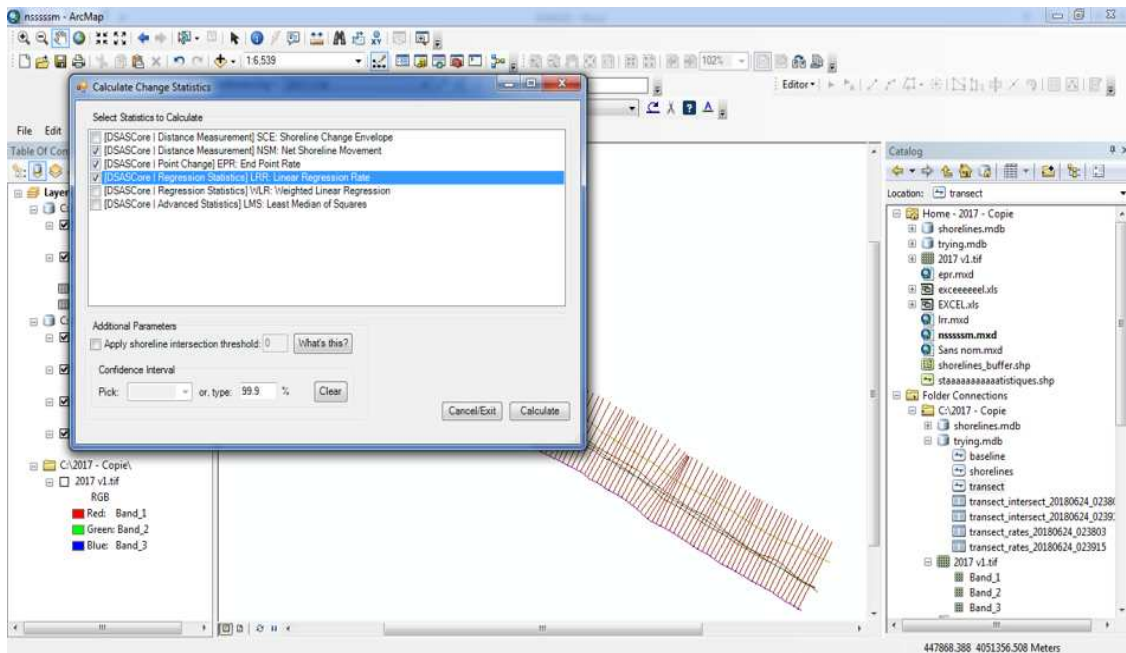 nsssssm - ArcMap
1:6,539
102%
Editor
File Edit
Calculate Change Statistics
Select Statistics to Calculate
[DSASCore | Distance Measurement] SCE: Shoreline Change Envelope
[DSASCore | Distance Measurement] NSM: Net Shoreline Movement
[DSASCore | Point Change] EPR: End Point Rate
[DSASCore | Regression Statistics] LRR: Linear Regression Rate
[DSASCore | Regression Statistics] WLR: Weighted Linear Regression
[DSASCore | Advanced Statistics] LMS: Least Median of Squares
Additional Parameters
Apply shoreline intersection threshold: 0 What's this?
Confidence Interval
Pick: or, type: 99.9 % Clear
Cancel/Exit Calculate
Table Of Con
Layer
C:\2017 - Copie\
2017 v1.tif
RGB
Red: Band_1
Green: Band_2
Blue: Band_3
Catalog
Location: transect
Home - 2017 - Copie
shorelines.mdb
trying.mdb
2017 v1.tif
epr.mxd
exceeeeeel.xls
EXCEL.xls
lrr.mxd
nsssssm.mxd
Sans nom.mxd
shorelines_buffer.shp
Folder Connections
C:\2017 - Copie
shorelines.mdb
trying.mdb
baseline
shorelines
transect
transect_intersect_20180624_0238
transect_intersect_20180624_0239
transect_rates_20180624_023803
transect_rates_20180624_023915
2017 v1.tif
Band_1
Band_2
Band_3
447868.388 4051356.508 Meters